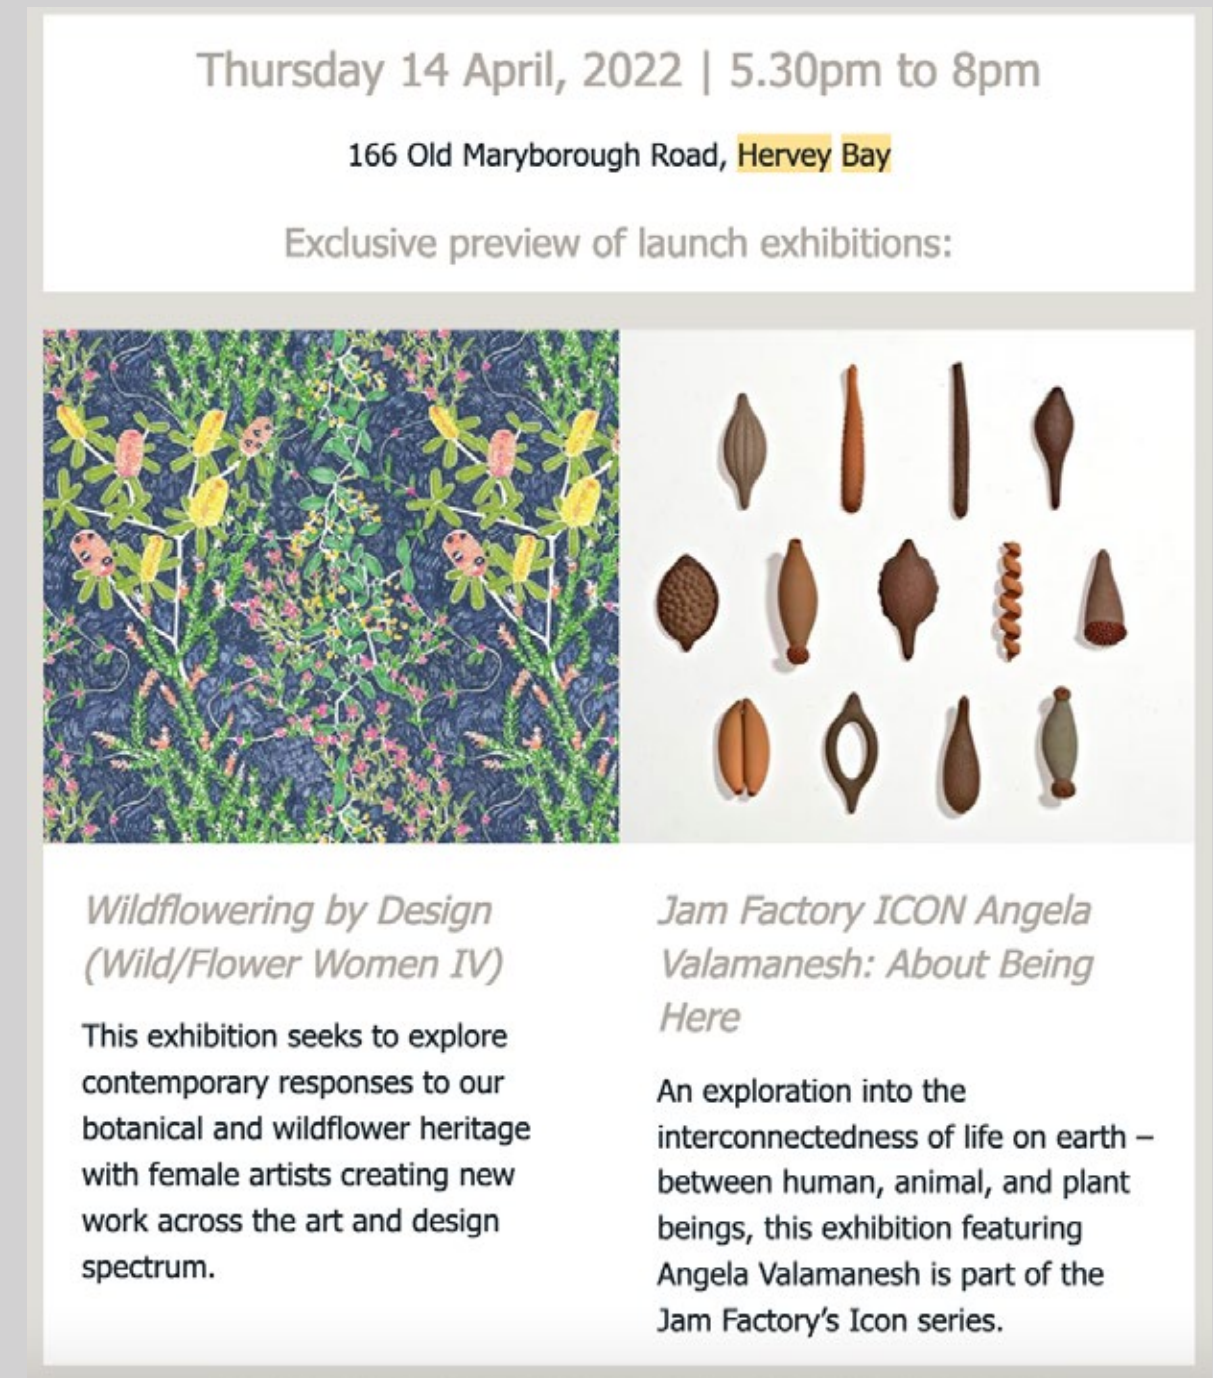 Thursday 14 April, 2022 | 5.30pm to 8pm
166 Old Maryborough Road, Hervey Bay
Exclusive preview of launch exhibitions:
Wildflowering by Design
(Wild/Flower Women IV)
This exhibition seeks to explore
contemporary responses to our
botanical and wildflower heritage
with female artists creating new
work across the art and design
spectrum.
Jam Factory ICON Angela
Valamanesh: About Being
Here
An exploration into the
interconnectedness of life on earth –
between human, animal, and plant
beings, this exhibition featuring
Angela Valamanesh is part of the
Jam Factory’s Icon series.